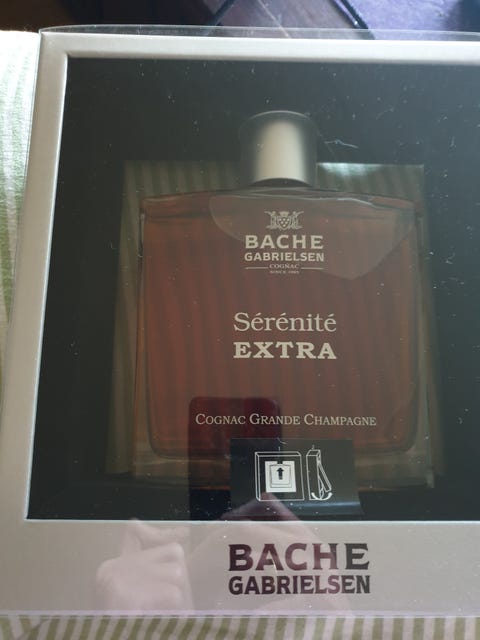 BACHE
GABRIELSEN
COGNAC
SINCE 1905
Sérénité
EXTRA
COGNAC GRANDE CHAMPAGNE
BACHE
GABRIELSEN